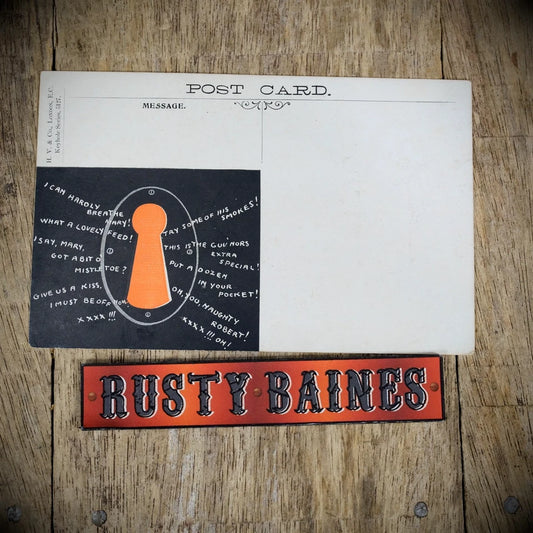 POST CARD.
MESSAGE.
H. V. & Co., London, E.C.
Keyhole Series, 5127.
I CAN HARDLY
BREATHE
MARY!
WHAT A LOVELY FEED!
I SAY, MARY,
GOT A BIT O'
MISTLETOE?
GIVE US A KISS,
I MUST BE OFF NOW.
XXXX !!!
TRY SOME OF HIS
SMOKES!
THIS IS THE GUV'NORS
EXTRA
SPECIAL!
PUT A DOZEN
IN YOUR
POCKET!
OH, YOU, NAUGHTY
ROBERT!
XXXX !!! OH!
RUSTY BAINES